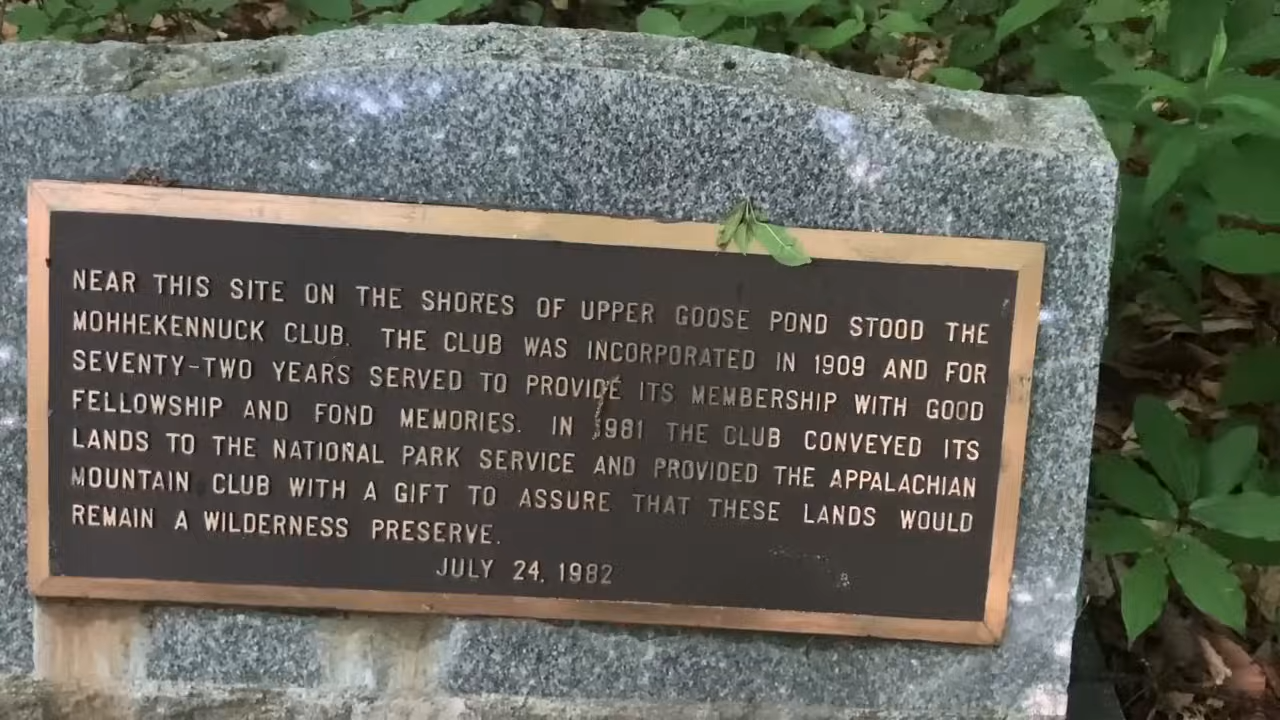 NEAR THIS SITE ON THE SHORES OF UPPER GOOSE POND STOOD THE
MOHHEKENNUCK CLUB. THE CLUB WAS INCORPORATED IN 1909 AND FOR
SEVENTY-TWO YEARS SERVED TO PROVIDE ITS MEMBERSHIP WITH GOOD
FELLOWSHIP AND FOND MEMORIES. IN 1981 THE CLUB CONVEYED ITS
LANDS TO THE NATIONAL PARK SERVICE AND PROVIDED THE APPALACHIAN
MOUNTAIN CLUB WITH A GIFT TO ASSURE THAT THESE LANDS WOULD
REMAIN A WILDERNESS PRESERVE.
JULY 24, 1982